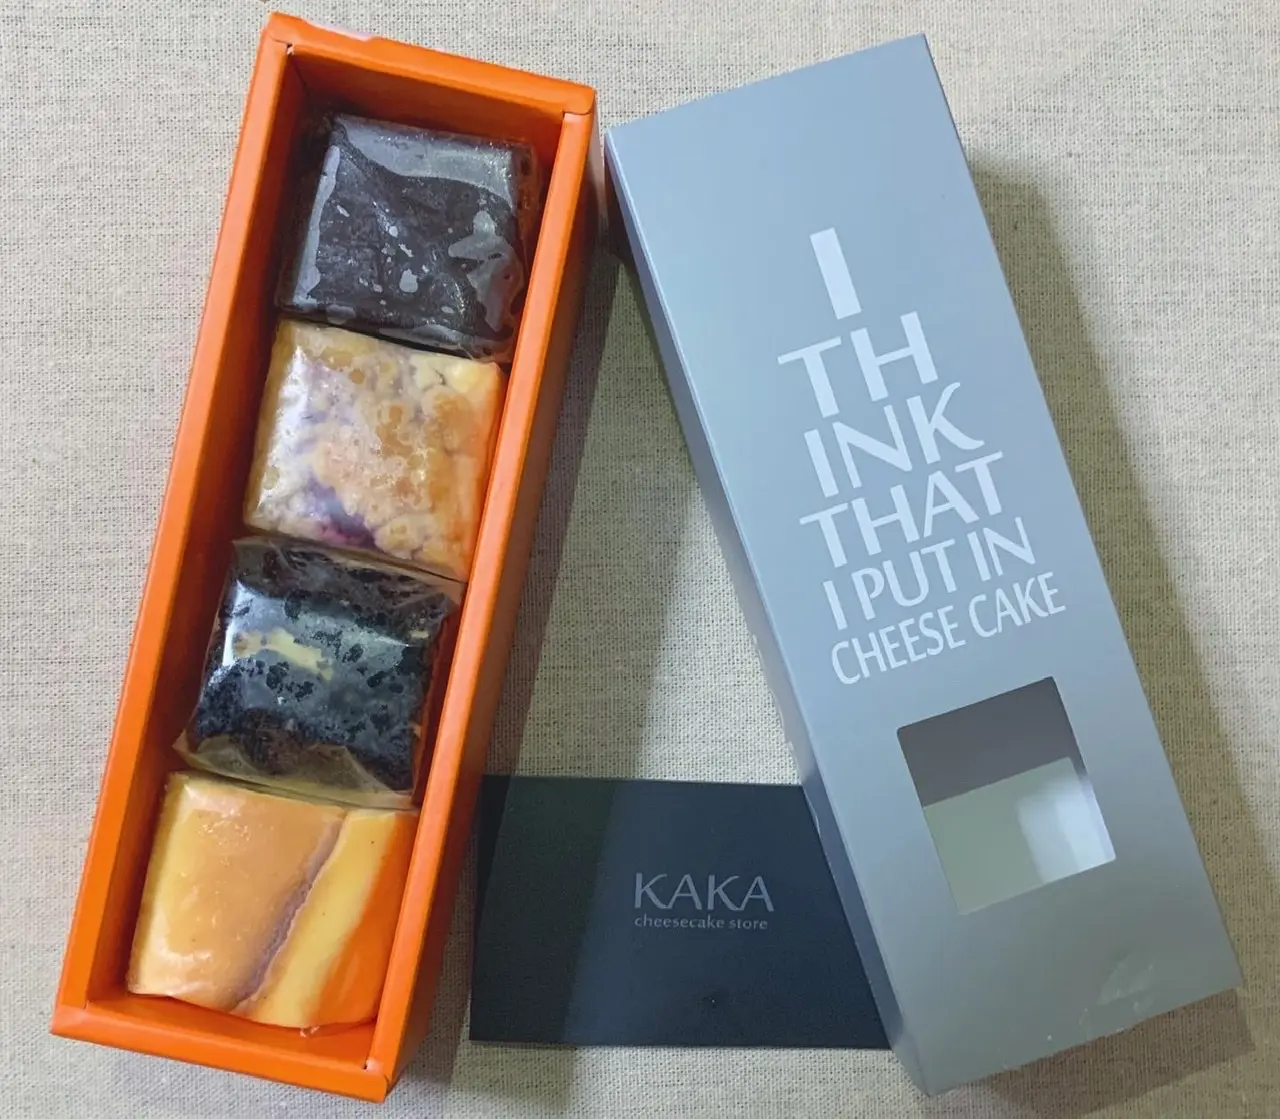 I
TH
INK
THAT
I PUT IN
CHEESE CAKE
KAKA
cheesecake store